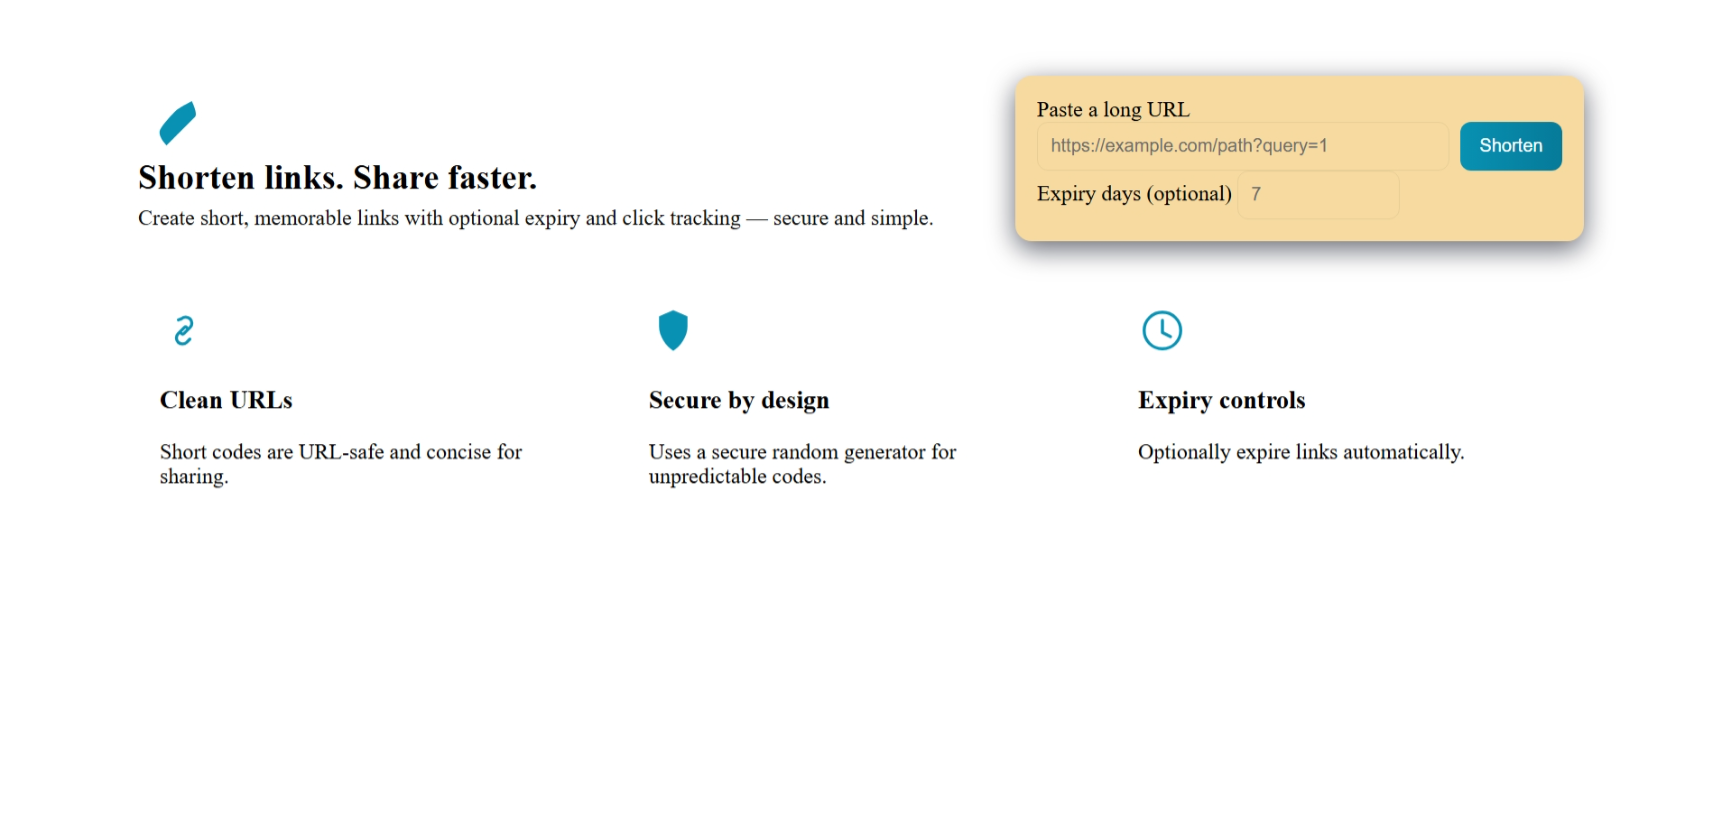 Shorten links. Share faster.
Create short, memorable links with optional expiry and click tracking — secure and simple.
Paste a long URL
https://example.com/path?query=1
Shorten
Expiry days (optional) 7
Clean URLs
Short codes are URL-safe and concise for
sharing.
Secure by design
Uses a secure random generator for
unpredictable codes.
Expiry controls
Optionally expire links automatically.